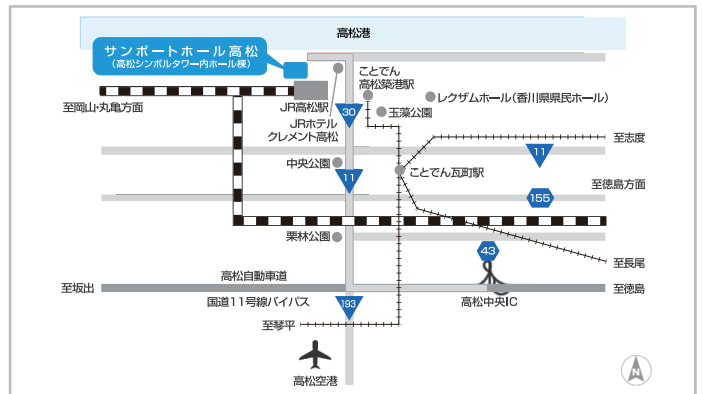 高松港
サンポートホール高松
（高松シンボルタワー内ホール棟）
ことでん
高松築港駅
レクザムホール（香川県県民ホール）
至岡山・丸亀方面
JR高松駅
玉藻公園
30
JRホテル
クレメント高松
至志度
11
中央公園
ことでん瓦町駅
11
至徳島方面
155
栗林公園
43
至長尾
高松自動車道
至坂出
至徳島
国道11号線バイパス
193
高松中央IC
至琴平
高松空港
N